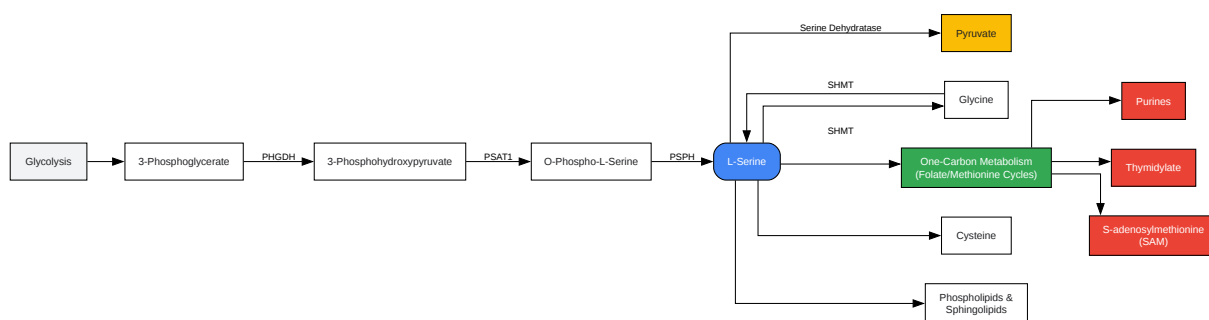 Glycolysis
3-Phosphoglycerate
PHGDH
3-Phosphohydroxypyruvate
PSAT1
O-Phospho-L-Serine
PSPH
L-Serine
Serine Dehydratase
Pyruvate
SHMT
Glycine
SHMT
One-Carbon Metabolism
(Folate/Methionine Cycles)
Purines
Thymidylate
S-adenosylmethionine
(SAM)
Cysteine
Phospholipids &
Sphingolipids